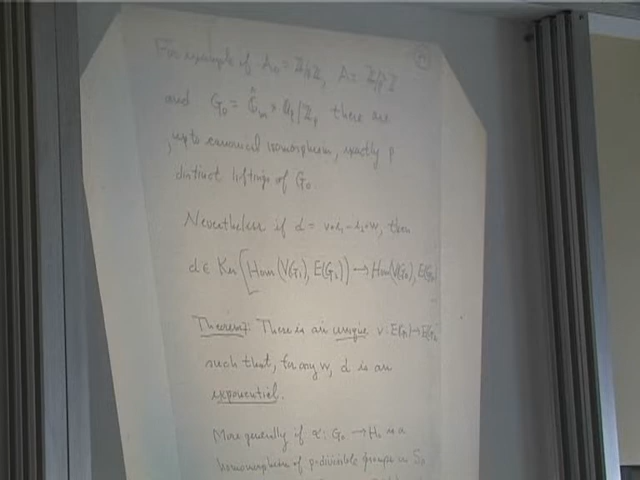 For example if A₀ = ℤ/pℤ, A = ℤ/p²ℤ
and G₀ = Ĝₘ × ℚₚ/ℤₚ there are
up to canonical isomorphism, exactly p
distinct liftings of G₀.
Nevertheless if d = v∘i₁ - i₂∘w, then
d ∈ Ker [Hom (V(G₁), E(G₂)) → Hom(V(G₀), E(G₀)
Theorem: There is an unique v: E(G₁) → E(G₂)
such that, for any w, d is an
exponential.
More generally if α: G₀ → H₀ is a
homomorphism of p-divisible groups on S₀